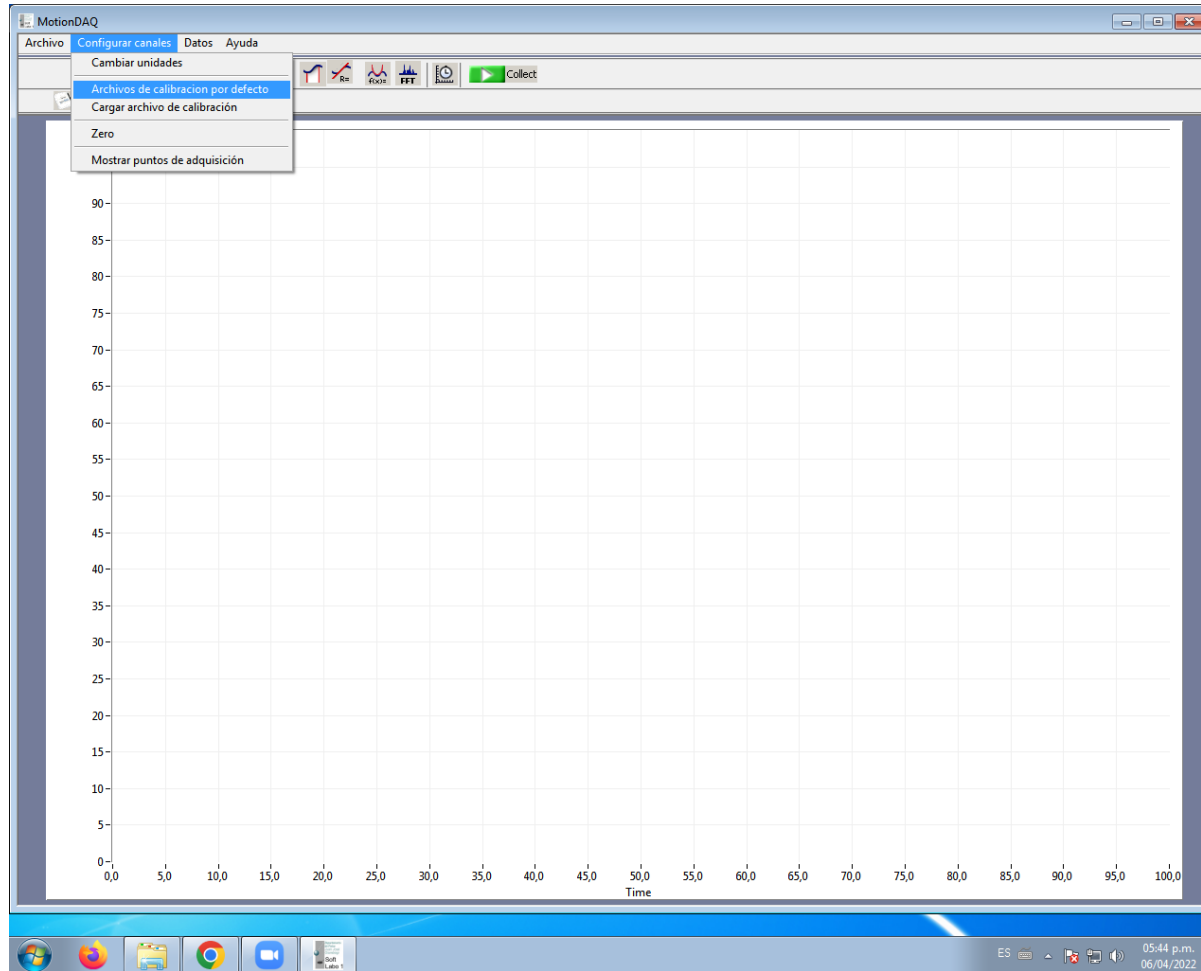 MotionDAQ
Archivo Configurar canales Datos Ayuda
Cambiar unidades
Archivos de calibracion por defecto
Cargar archivo de calibración
Zero
Mostrar puntos de adquisición
R= f(x)= FFT Collect
90
85
80
75
70
65
60
55
50
45
40
35
30
25
20
15
10
5
0
0,0 5,0 10,0 15,0 20,0 25,0 30,0 35,0 40,0 45,0 50,0 55,0 60,0 65,0 70,0 75,0 80,0 85,0 90,0 95,0 100,0
Time
Soft
Labo 1
ES
05:44 p.m.
06/04/2022